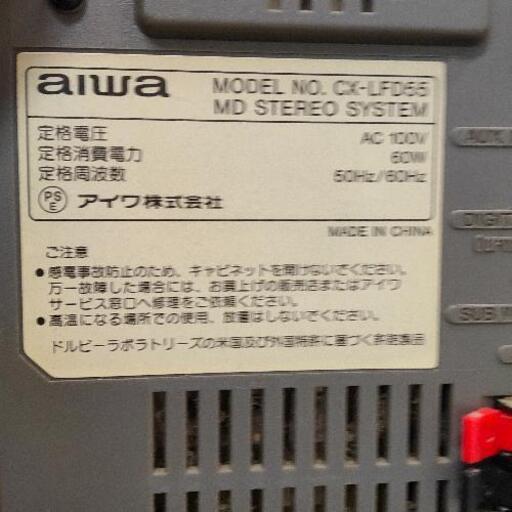 aiwa MODEL NO. CX-LFD55
MD STEREO SYSTEM
定格電圧 AC 100V
定格消費電力 60W
定格周波数 50Hz/60Hz
PSE アイワ株式会社
MADE IN CHINA
ご注意
●感電事故防止のため、キャビネットを開けないでください。
万一故障した場合には、お買上げの販売店またはアイワ
サービス窓口へ修理をご依頼ください。
●高温になる場所での使用、放置はしないでください。
ドルビーラボラトリーズの米国及び外国特許に基づく許諾製品
AUX
DIGIT
SUB